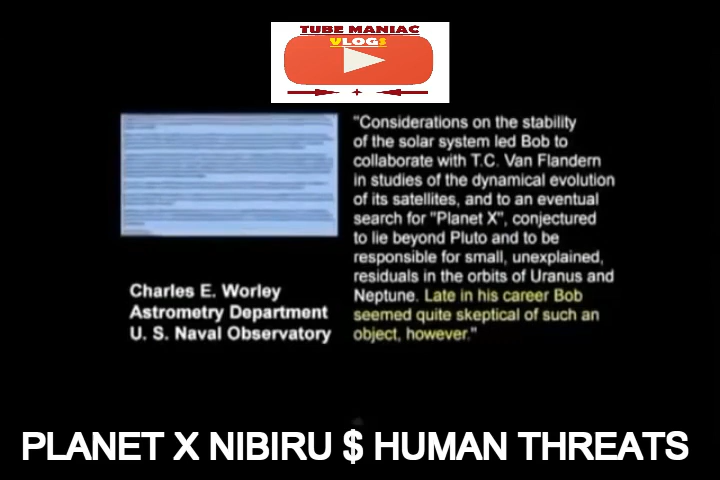 TUBE MANIAC
VLOGS
"Considerations on the stability
of the solar system led Bob to
collaborate with T.C. Van Flandern
in studies of the dynamical evolution
of its satellites, and to an eventual
search for "Planet X", conjectured
to lie beyond Pluto and to be
responsible for small, unexplained,
residuals in the orbits of Uranus and
Neptune. Late in his career Bob
seemed quite skeptical of such an
object, however."
Charles E. Worley
Astrometry Department
U. S. Naval Observatory
PLANET X NIBIRU $ HUMAN THREATS